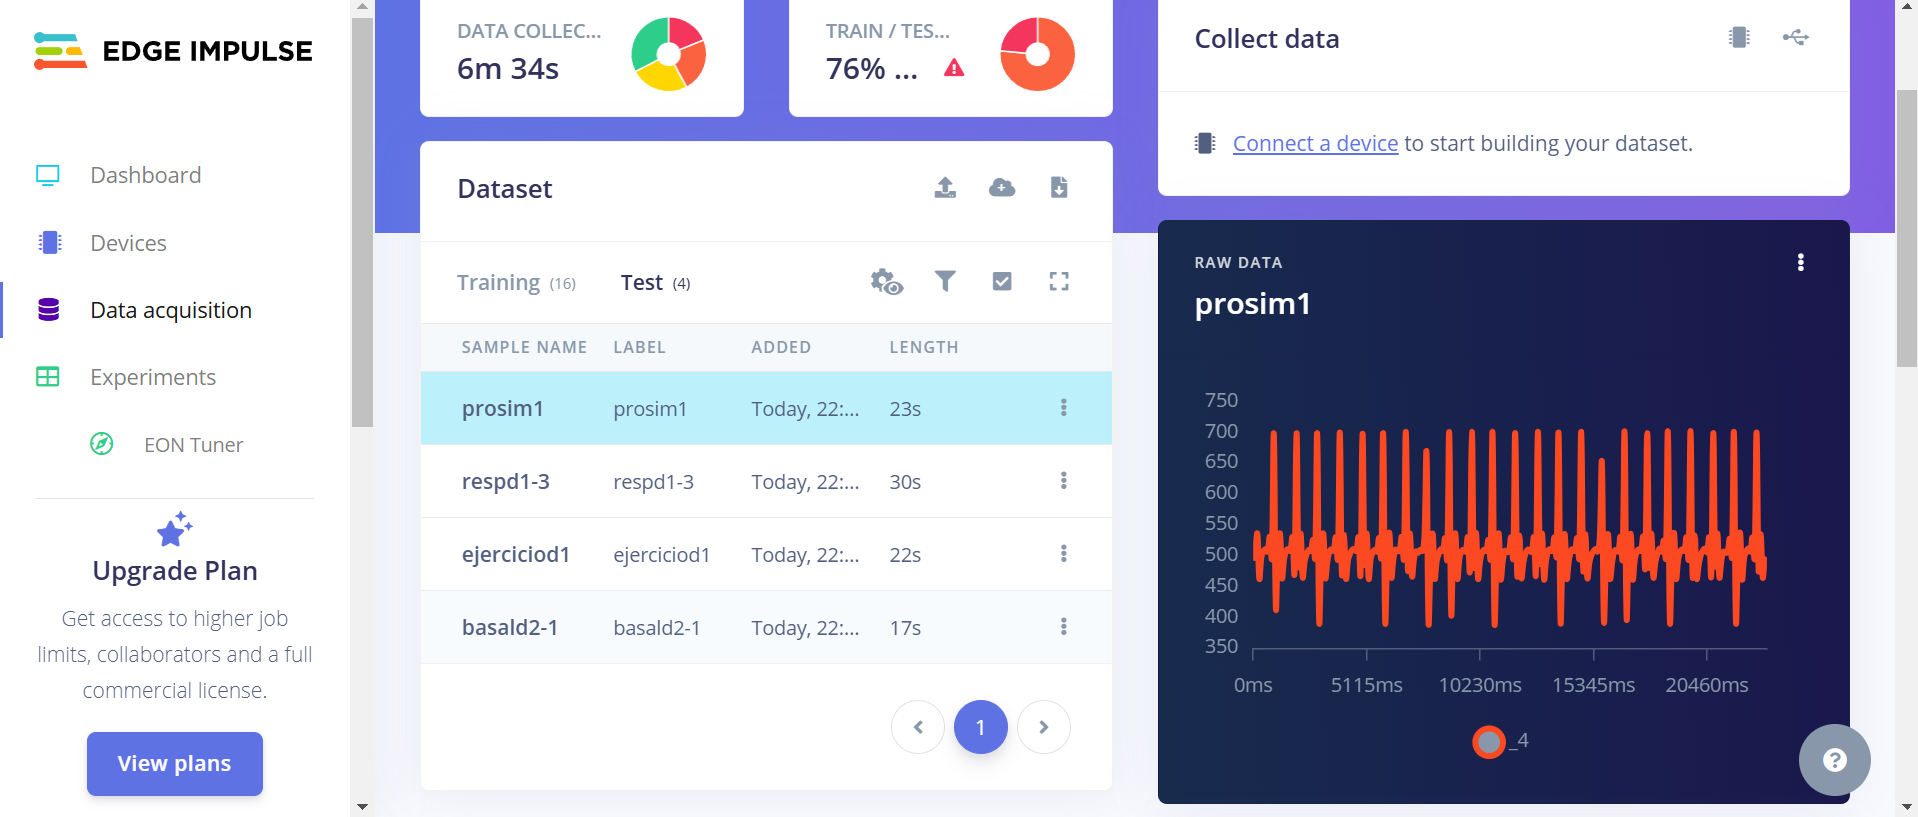 EDGE IMPULSE
Dashboard
Devices
Data acquisition
Experiments
EON Tuner
Upgrade Plan
Get access to higher job
limits, collaborators and a full
commercial license.
View plans
DATA COLLEC...
6m 34s
TRAIN / TES...
76% ...
Dataset
Training (16)
Test (4)
SAMPLE NAME LABEL ADDED LENGTH
prosim1 prosim1 Today, 22:... 23s
respd1-3 respd1-3 Today, 22:... 30s
ejerciciod1 ejerciciod1 Today, 22:... 22s
basald2-1 basald2-1 Today, 22:... 17s
1
Collect data
Connect a device to start building your dataset.
RAW DATA
prosim1
750
700
650
600
550
500
450
400
350
0ms 5115ms 10230ms 15345ms 20460ms
_4
?